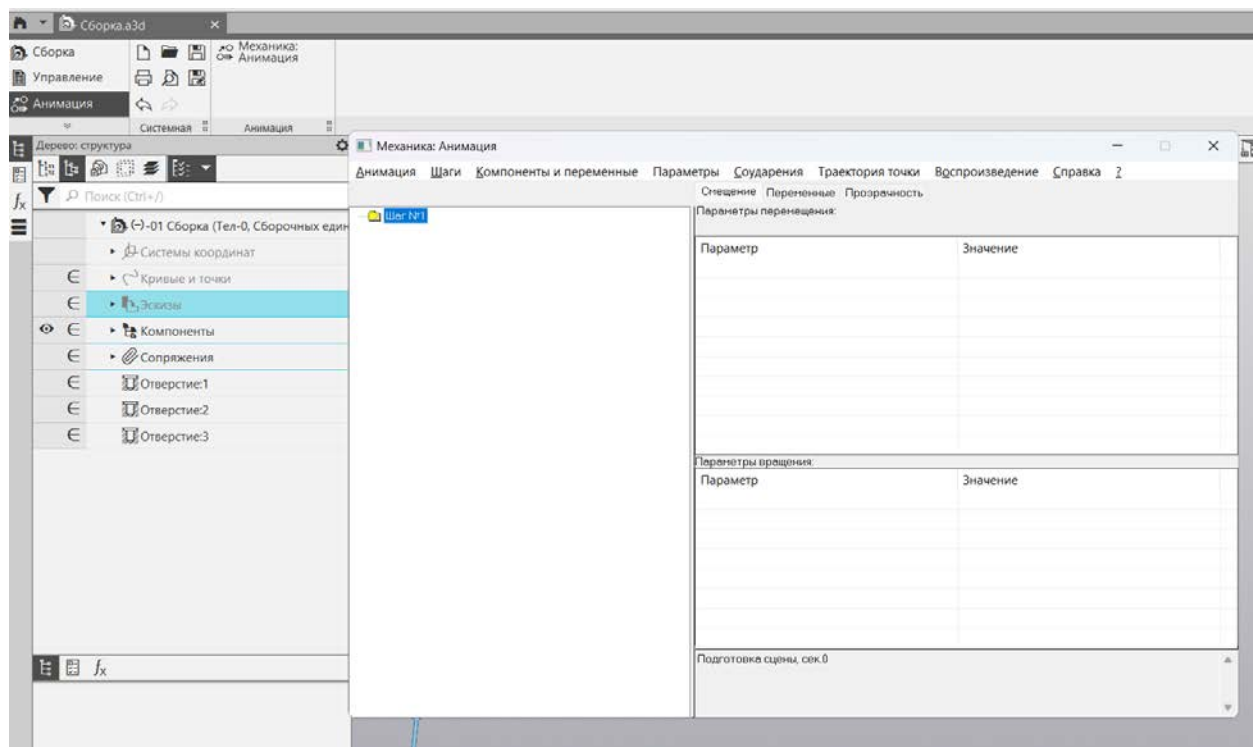 Сборка.a3d ×
Сборка
Управление
Анимация
Механика:
Анимация
Системная
Анимация
Дерево: структура
Поиск (Ctrl+/)
(-)-01 Сборка (Тел-0, Сборочных един
Системы координат
Кривые и точки
Эскизы
Компоненты
Сопряжения
Отверстие:1
Отверстие:2
Отверстие:3
Механика: Анимация
Анимация Шаги Компоненты и переменные Параметры Соударения Траектория точки Воспроизведение Справка ?
Шаг №1
Смещение Переменные Прозрачность
Параметры перемещения:
Параметр Значение
Параметры вращения:
Параметр Значение
Подготовка сцены, сек.0